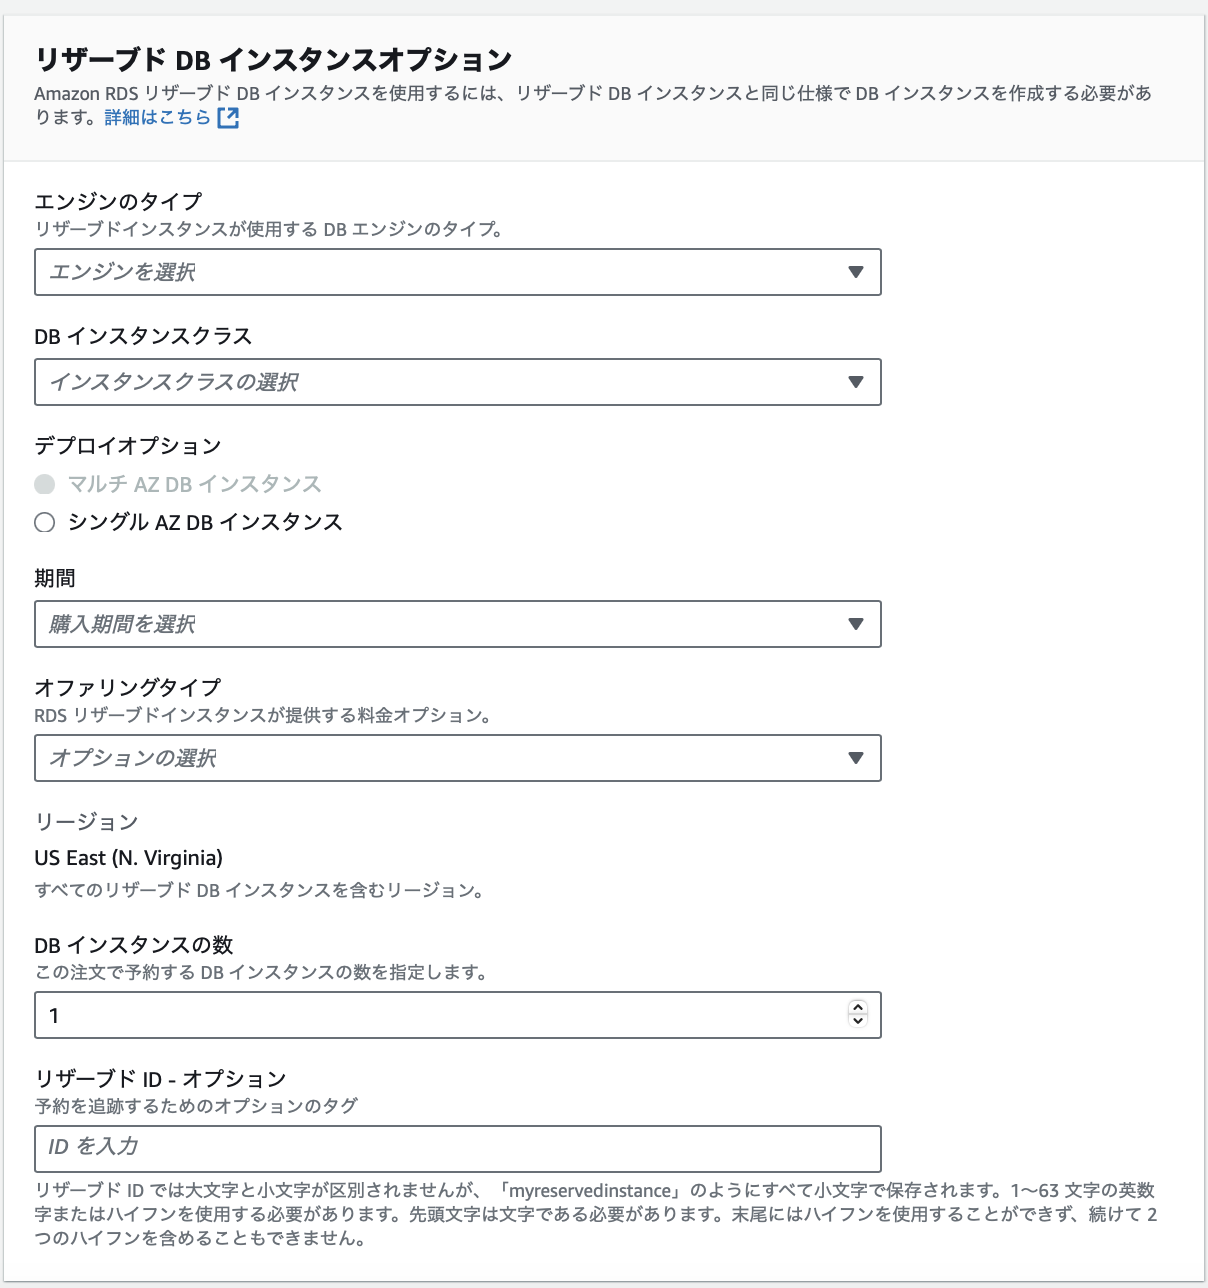 リザーブド DB インスタンスオプション
Amazon RDS リザーブド DB インスタンスを使用するには、リザーブド DB インスタンスと同じ仕様で DB インスタンスを作成する必要があ
ります。詳細はこちら
エンジンのタイプ
リザーブドインスタンスが使用する DB エンジンのタイプ。
エンジンを選択
DB インスタンスクラス
インスタンスクラスの選択
デプロイオプション
マルチ AZ DB インスタンス
シングル AZ DB インスタンス
期間
購入期間を選択
オファリングタイプ
RDS リザーブドインスタンスが提供する料金オプション。
オプションの選択
リージョン
US East (N. Virginia)
すべてのリザーブド DB インスタンスを含むリージョン。
DB インスタンスの数
この注文で予約する DB インスタンスの数を指定します。
1
リザーブド ID - オプション
予約を追跡するためのオプションのタグ
ID を入力
リザーブド ID では大文字と小文字が区別されませんが、「myreservedinstance」のようにすべて小文字で保存されます。1〜63 文字の英数
字またはハイフンを使用する必要があります。先頭文字は文字である必要があります。末尾にはハイフンを使用することができず、続けて 2
つのハイフンを含めることもできません。